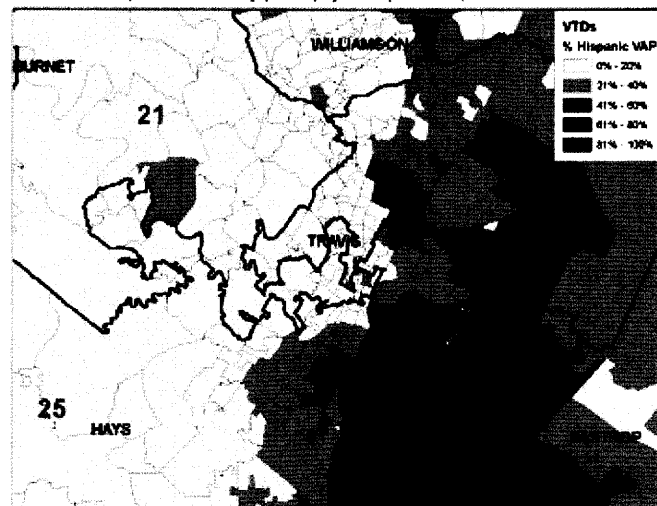 WILLIAMSON
BURNET
21
TRAVIS
25
HAYS
VTDs
% Hispanic VAP
0% - 20%
21% - 40%
41% - 60%
61% - 80%
81% - 100%